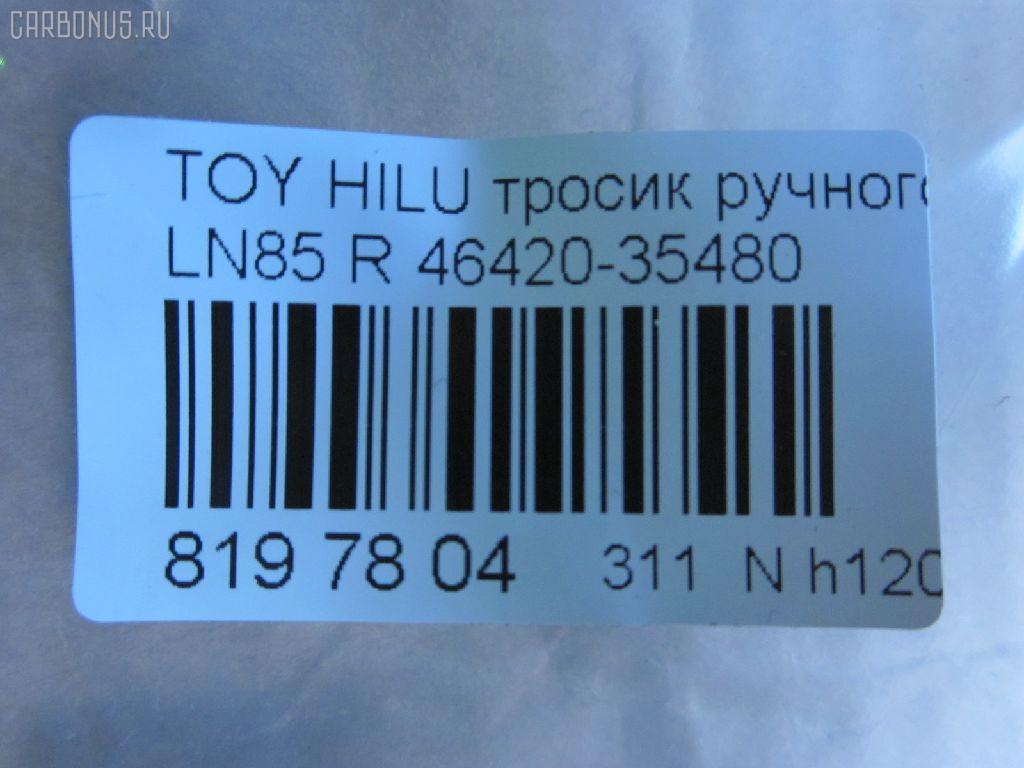 CARBONUS.RU
TOY HILU тросик ручного
LN85 R 46420-35480
819 78 04 311 N h120